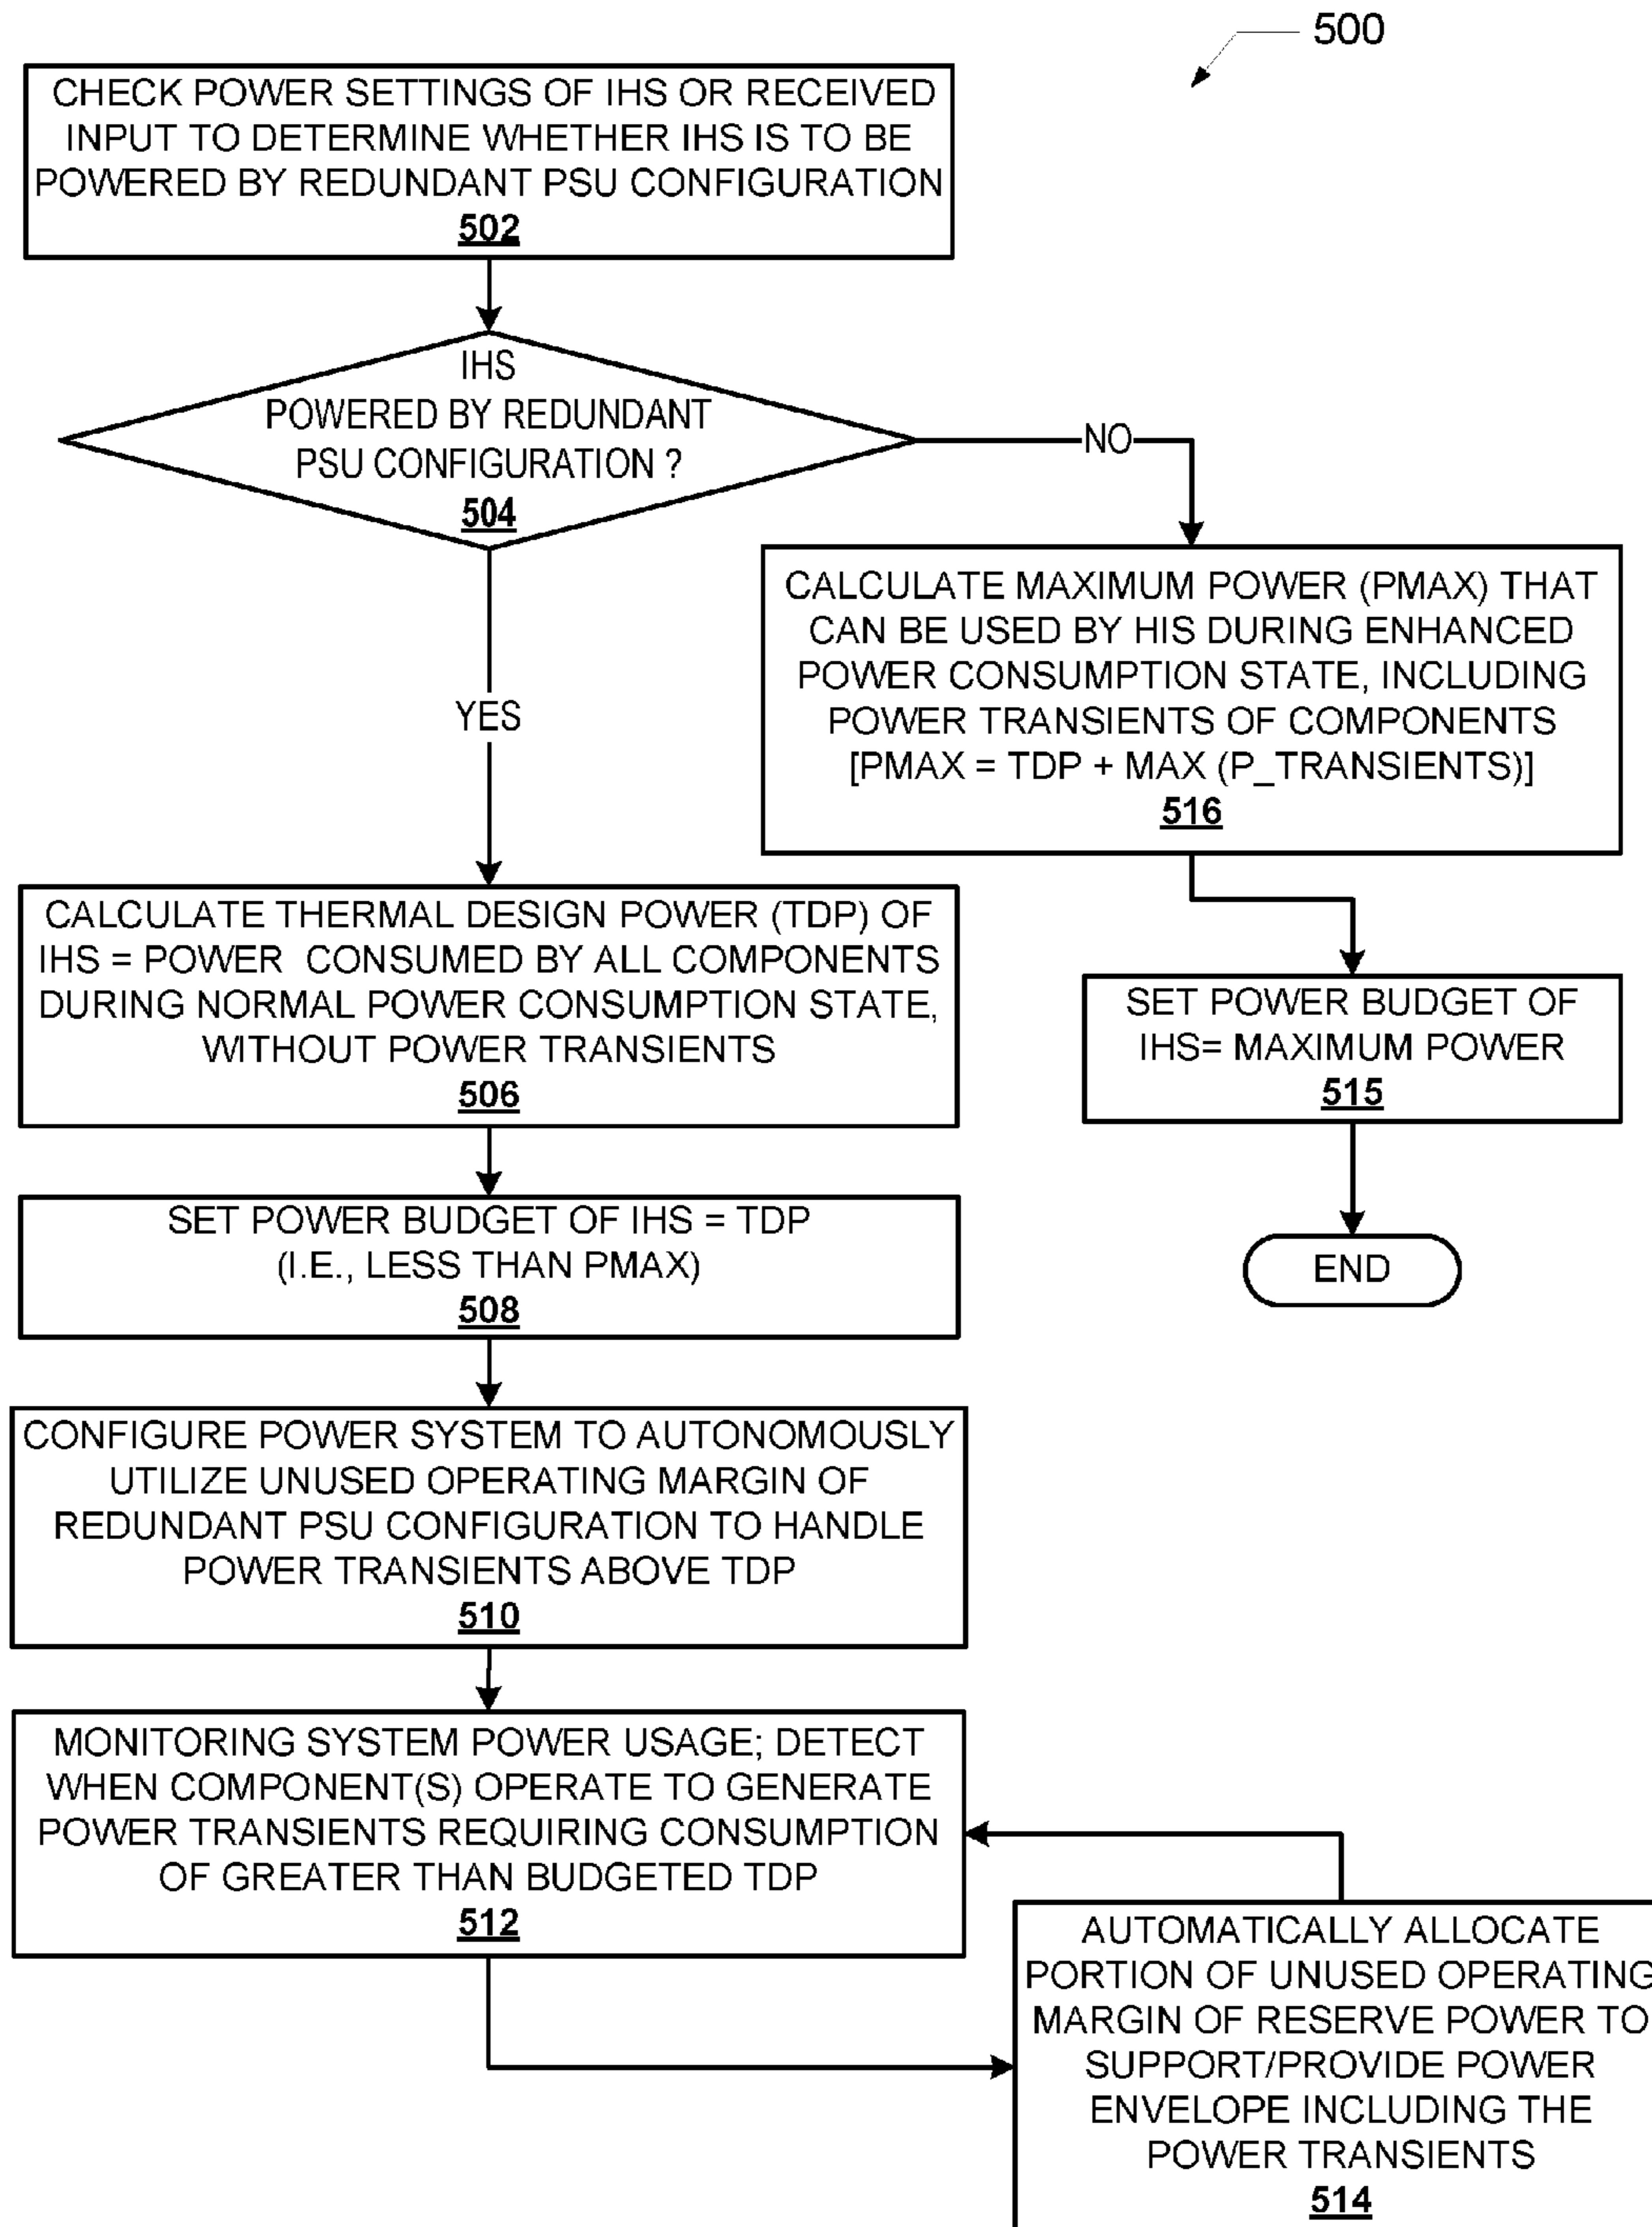 500
CHECK POWER SETTINGS OF IHS OR RECEIVED
INPUT TO DETERMINE WHETHER IHS IS TO BE
POWERED BY REDUNDANT PSU CONFIGURATION
502
IHS
POWERED BY REDUNDANT
PSU CONFIGURATION ?
504
NO
YES
CALCULATE MAXIMUM POWER (PMAX) THAT
CAN BE USED BY HIS DURING ENHANCED
POWER CONSUMPTION STATE, INCLUDING
POWER TRANSIENTS OF COMPONENTS
[PMAX = TDP + MAX (P_TRANSIENTS)]
516
CALCULATE THERMAL DESIGN POWER (TDP) OF
IHS = POWER CONSUMED BY ALL COMPONENTS
DURING NORMAL POWER CONSUMPTION STATE,
WITHOUT POWER TRANSIENTS
506
SET POWER BUDGET OF
IHS= MAXIMUM POWER
515
SET POWER BUDGET OF IHS = TDP
(I.E., LESS THAN PMAX)
508
END
CONFIGURE POWER SYSTEM TO AUTONOMOUSLY
UTILIZE UNUSED OPERATING MARGIN OF
REDUNDANT PSU CONFIGURATION TO HANDLE
POWER TRANSIENTS ABOVE TDP
510
MONITORING SYSTEM POWER USAGE; DETECT
WHEN COMPONENT(S) OPERATE TO GENERATE
POWER TRANSIENTS REQUIRING CONSUMPTION
OF GREATER THAN BUDGETED TDP
512
AUTOMATICALLY ALLOCATE
PORTION OF UNUSED OPERATING
MARGIN OF RESERVE POWER TO
SUPPORT/PROVIDE POWER
ENVELOPE INCLUDING THE
POWER TRANSIENTS
514